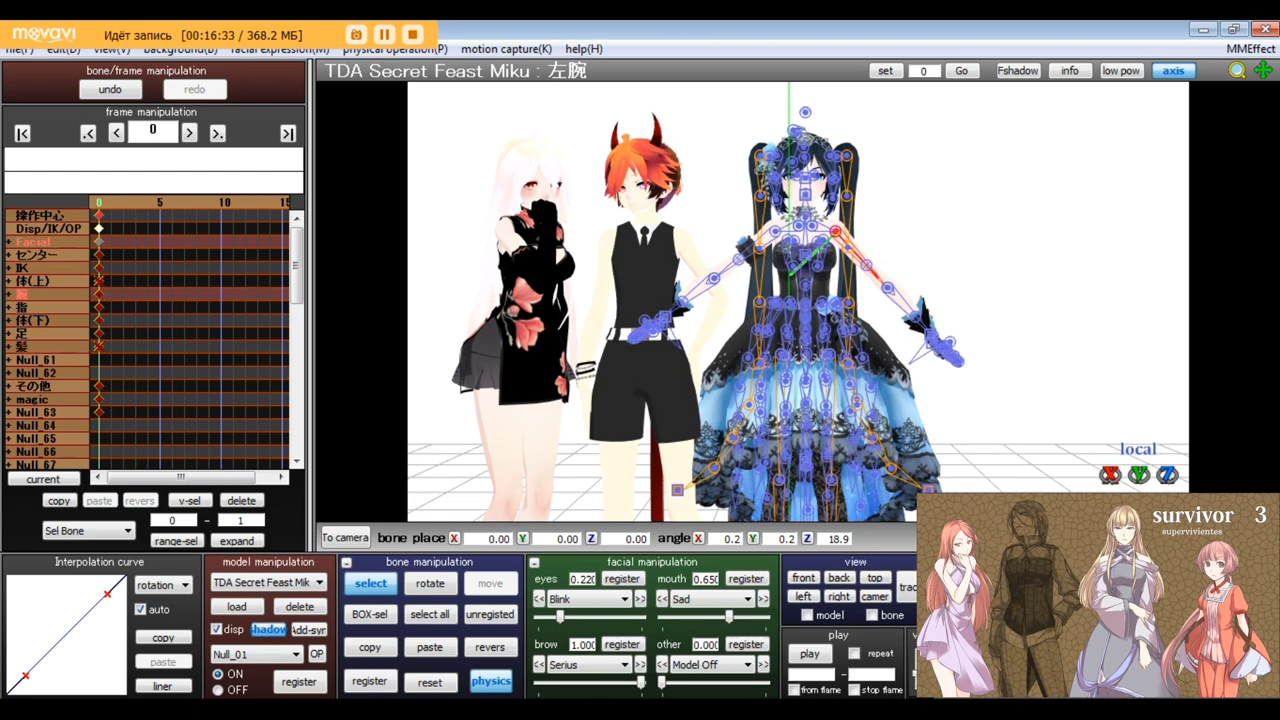 movavi
Идёт запись [00:16:33 / 368.2 МБ]
file(F) edit(D) view(V) background(B) facial expression(M) physical operation(P) motion capture(K) help(H)
MMEffect
bone/frame manipulation
undo redo
frame manipulation
|< .< < 0 > >. >|
TDA Secret Feast Miku : 左腕
set 0 Go Fshadow info low pow axis
0 5 10 15
操作中心
Disp/IK/OP
+ Facial
+ センター
+ IK
+ 体(上)
+ 腕
+ 指
+ 体(下)
+ 足
+ 髪
+ Null_61
+ Null_62
+ その他
+ magic
+ Null_63
+ Null_64
+ Null_65
+ Null_66
+ Null_67
current
copy paste revers v-sel delete
Sel Bone 0 - 1
range-sel expand
local
X Y Z
To camera bone place X 0.00 Y 0.00 Z 0.00 angle X 0.2 Y 0.2 Z 18.9
Interpolation curve
rotation
auto
copy
paste
liner
model manipulation
TDA Secret Feast Mik
load delete
disp shadow Add-syn
Null_01 OP
ON
OFF
register
bone manipulation
select rotate move
BOX-sel select all unregisted
copy paste revers
register reset physics
facial manipulation
eyes 0.220 register mouth 0.650 register
<< Blink >> << Sad >>
brow 1.000 register other 0.000 register
<< Serius >> << Model Off >>
view
front back top
left right camer
trac
model bone
play
play repeat
-
from flame stop flame
survivor 3
supervivientes